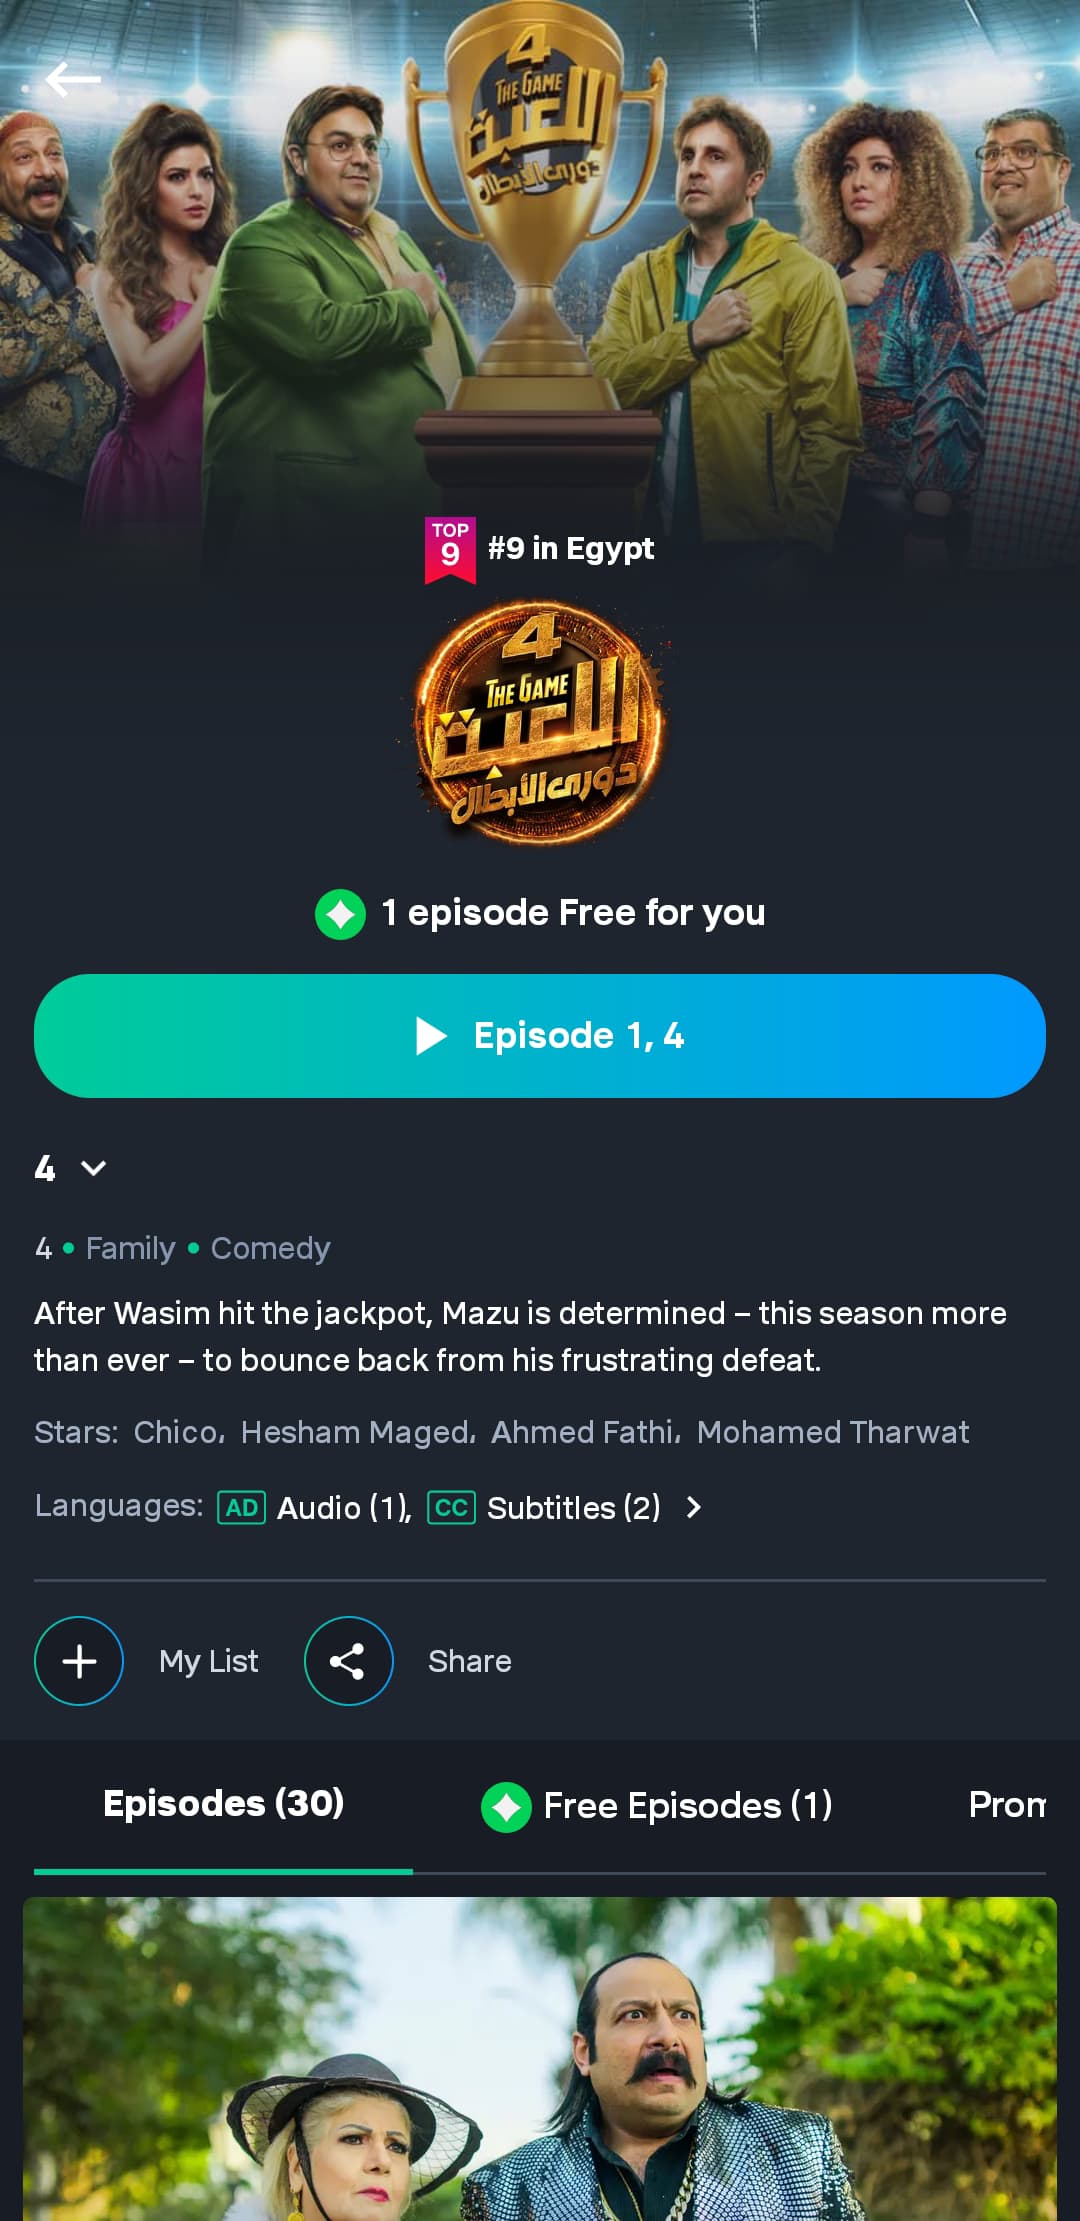 4
THE GAME
اللعبة
دوري الأبطال
TOP
9
#9 in Egypt
4
THE GAME
اللعبة
دوري الأبطال
1 episode Free for you
Episode 1, 4
4
4 • Family • Comedy
After Wasim hit the jackpot, Mazu is determined – this season more
than ever – to bounce back from his frustrating defeat.
Stars: Chico، Hesham Maged، Ahmed Fathi، Mohamed Tharwat
Languages: AD Audio (1), CC Subtitles (2)
My List Share
Episodes (30) Free Episodes (1) Prom